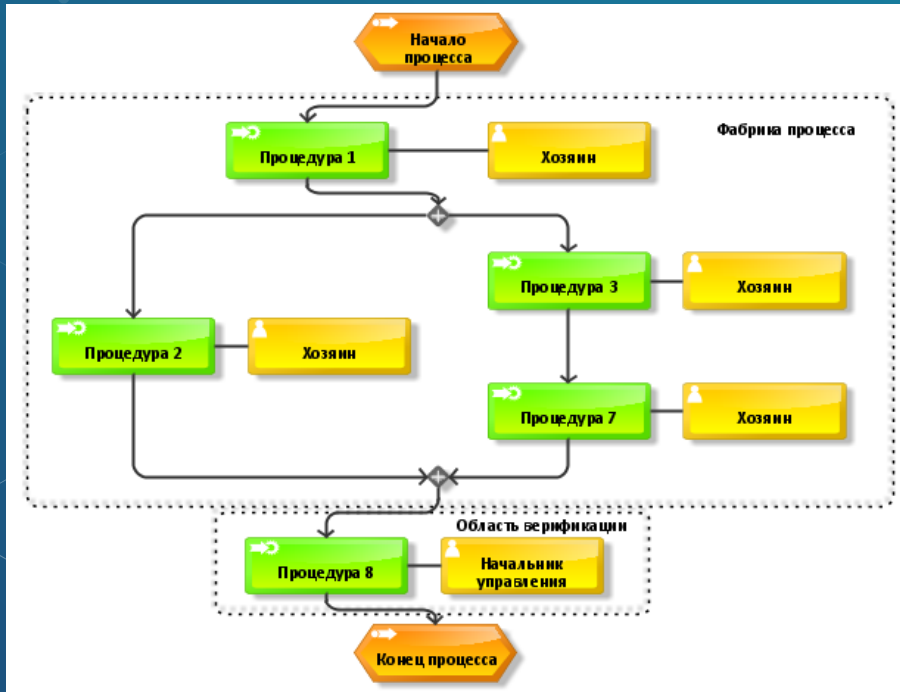 Начало
процесса
Фабрика процесса
Процедура 1
Хозяин
Процедура 3
Хозяин
Процедура 2
Хозяин
Процедура 7
Хозяин
Область верификации
Процедура 8
Начальник
управления
Конец процесса